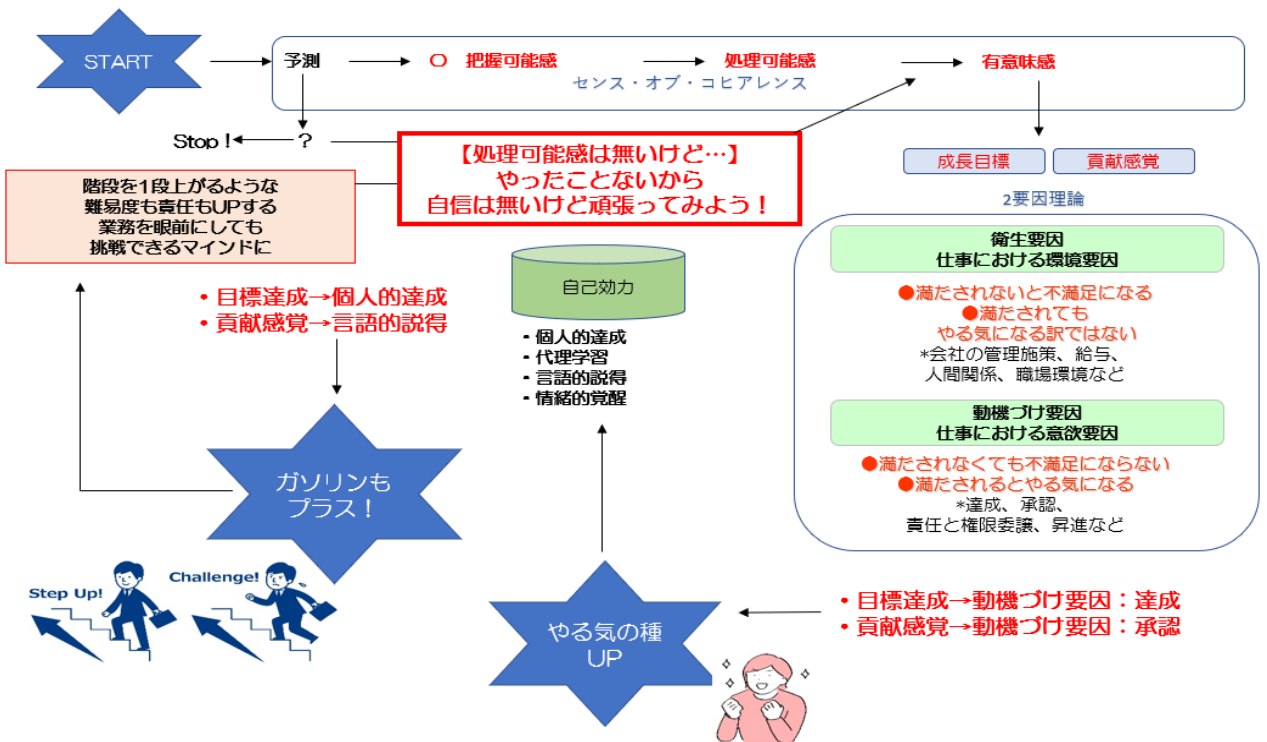 START
予測
〇 把握可能感
処理可能感
有意味感
センス・オブ・コヒアレンス
Stop!
?
【処理可能感は無いけど…】
やったことないから
自信は無いけど頑張ってみよう!
成長目標
貢献感覚
階段を1段上がるような
難易度も責任もUPする
業務を眼前にしても
挑戦できるマインドに
2要因理論
衛生要因
仕事における環境要因
●満たされないと不満足になる
●満たされても
やる気になる訳ではない
*会社の管理施策、給与、
人間関係、職場環境など
動機づけ要因
仕事における意欲要因
●満たされなくても不満足にならない
●満たされるとやる気になる
*達成、承認、
責任と権限委譲、昇進など
自己効力
・個人的達成
・代理学習
・言語的説得
・情緒的覚醒
・目標達成→個人的達成
・貢献感覚→言語的説得
ガソリンも
プラス!
Step Up!
Challenge!
やる気の種
UP
・目標達成→動機づけ要因:達成
・貢献感覚→動機づけ要因:承認